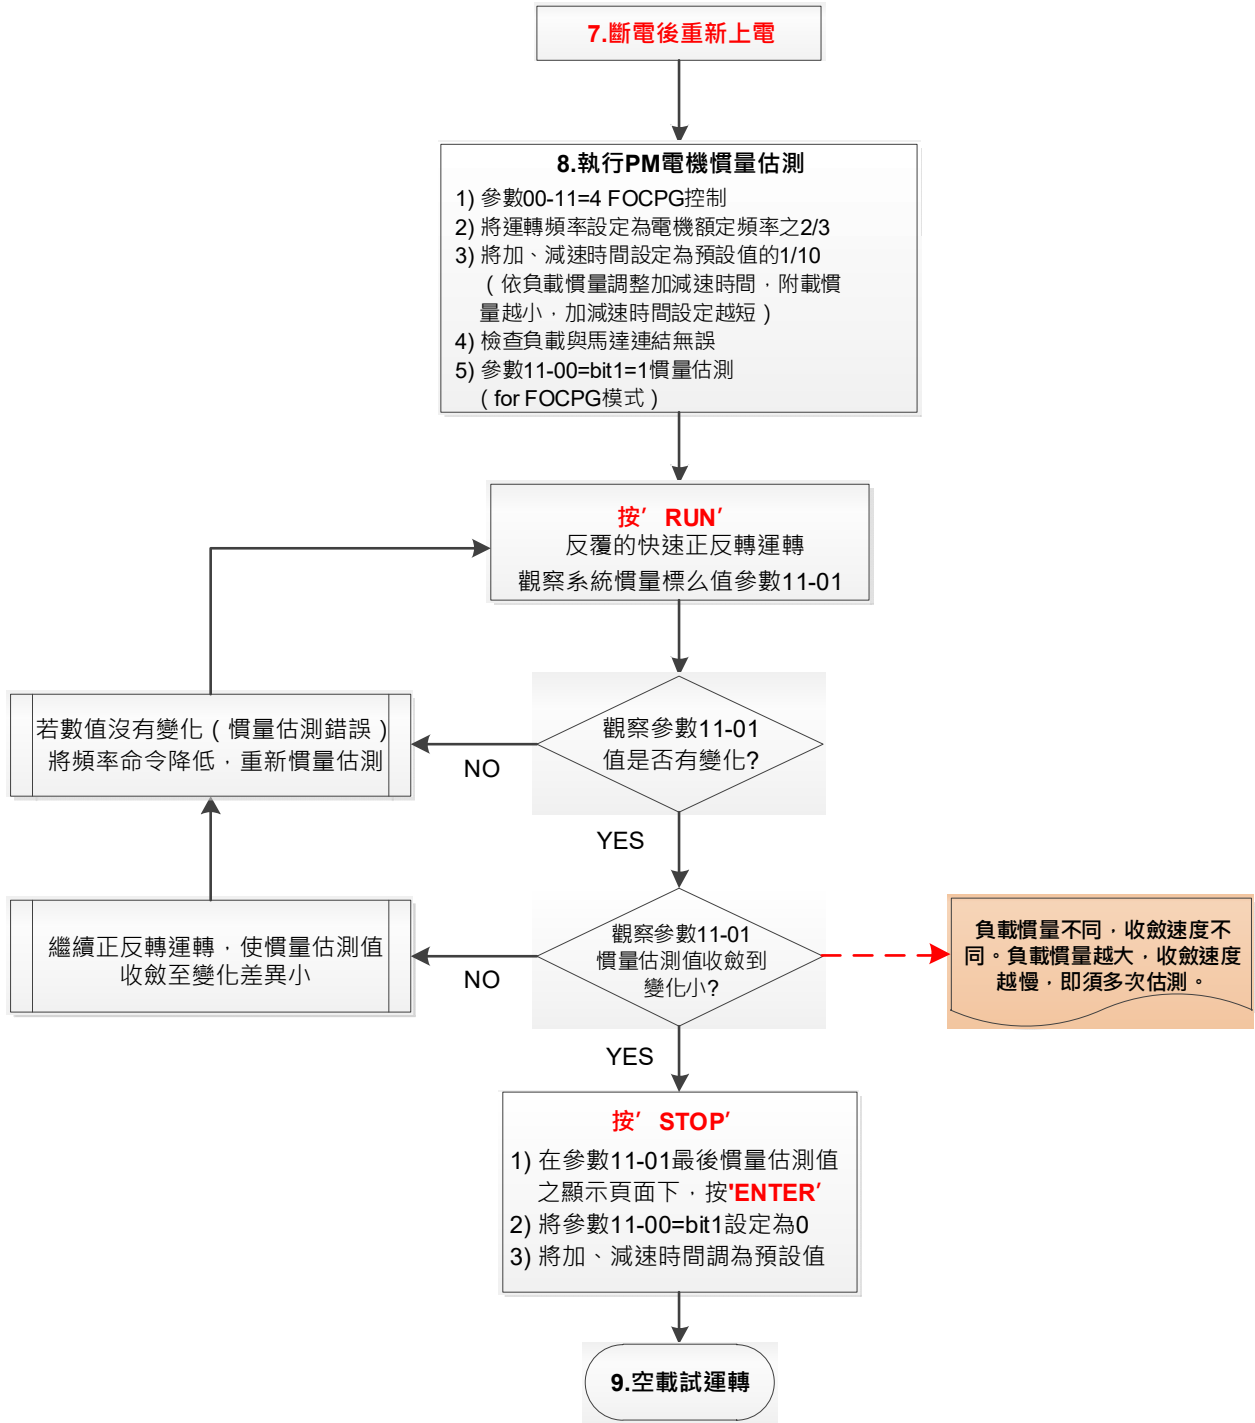 7.斷電後重新上電
8.執行PM電機慣量估測
1) 參數00-11=4 FOCPG控制
2) 將運轉頻率設定為電機額定頻率之2/3
3) 將加、減速時間設定為預設值的1/10
（依負載慣量調整加減速時間，附載慣
量越小，加減速時間設定越短）
4) 檢查負載與馬達連結無誤
5) 參數11-00=bit1=1慣量估測
（for FOCPG模式）
按’RUN’
反覆的快速正反轉運轉
觀察系統慣量標么值參數11-01
若數值沒有變化（慣量估測錯誤）
將頻率命令降低，重新慣量估測
NO
觀察參數11-01
值是否有變化?
YES
繼續正反轉運轉，使慣量估測值
收斂至變化差異小
NO
觀察參數11-01
慣量估測值收斂到
變化小?
負載慣量不同，收斂速度不
同。負載慣量越大，收斂速度
越慢，即須多次估測。
YES
按’STOP’
1) 在參數11-01最後慣量估測值
之顯示頁面下，按'ENTER’
2) 將參數11-00=bit1設定為0
3) 將加、減速時間調為預設值
9.空載試運轉